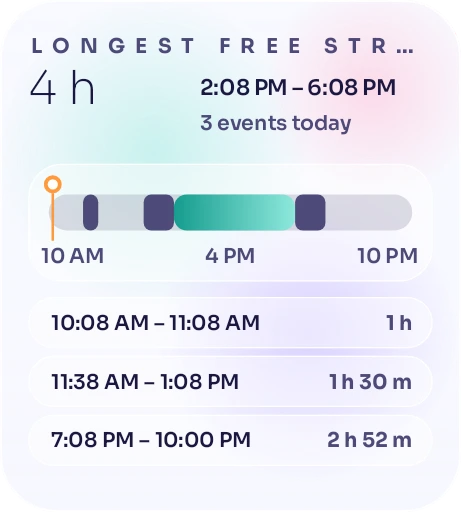 LONGEST FREE STR...
4 h
2:08 PM – 6:08 PM
3 events today
10 AM 4 PM 10 PM
10:08 AM – 11:08 AM 1 h
11:38 AM – 1:08 PM 1 h 30 m
7:08 PM – 10:00 PM 2 h 52 m